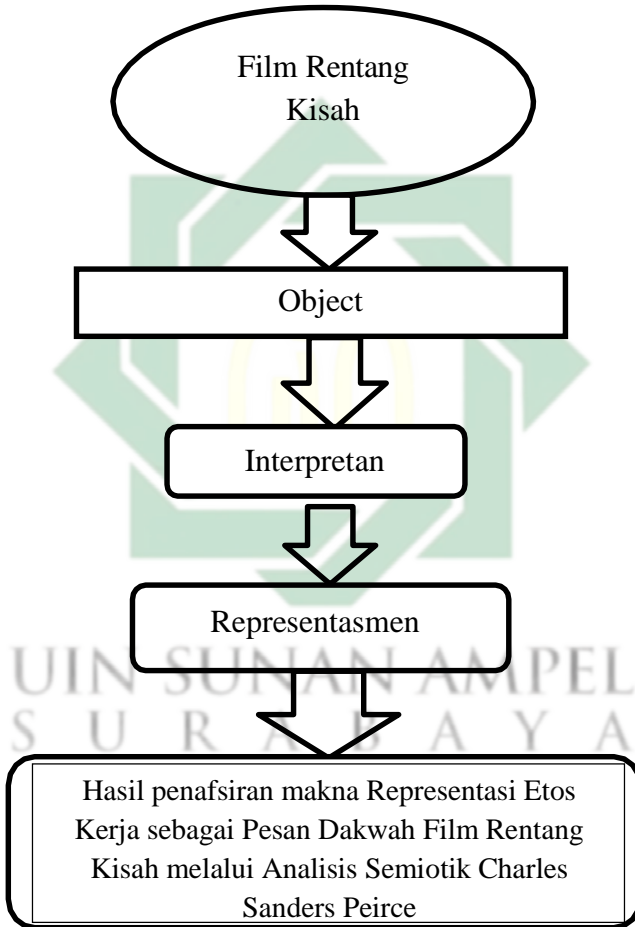 Film Rentang
Kisah
Object
Interpretan
Representasmen
UIN SUNAN AMPEL
S U R A B A Y A
Hasil penafsiran makna Representasi Etos
Kerja sebagai Pesan Dakwah Film Rentang
Kisah melalui Analisis Semiotik Charles
Sanders Peirce